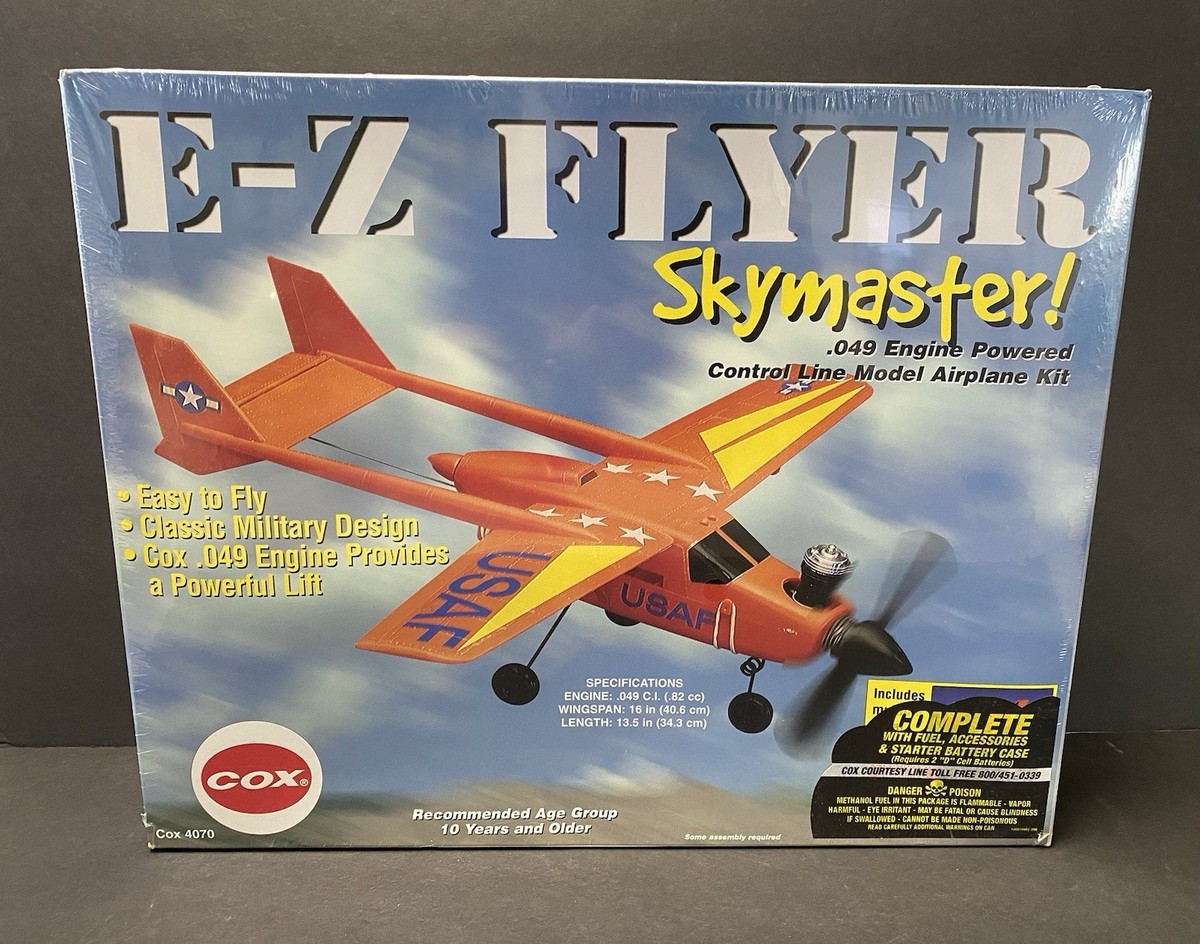 E-Z FLYER
Skymaster!
.049 Engine Powered
Control Line Model Airplane Kit
• Easy to Fly
• Classic Military Design
• Cox .049 Engine Provides
a Powerful Lift
USAF
USAF
SPECIFICATIONS
ENGINE: .049 C.I. (.82 cc)
WINGSPAN: 16 in (40.6 cm)
LENGTH: 13.5 in (34.3 cm)
Includes
COMPLETE
WITH FUEL, ACCESSORIES
& STARTER BATTERY CASE
(Requires 2 "D" Cell Batteries)
COX COURTESY LINE TOLL FREE 800/451-0339
DANGER POISON
METHANOL FUEL IN THIS PACKAGE IS FLAMMABLE - VAPOR
HARMFUL - EYE IRRITANT - MAY BE FATAL OR CAUSE BLINDNESS
IF SWALLOWED - CANNOT BE MADE NON-POISONOUS
READ CAREFULLY ADDITIONAL WARNINGS ON CAN
COX®
Cox 4070
Recommended Age Group
10 Years and Older
Some assembly required